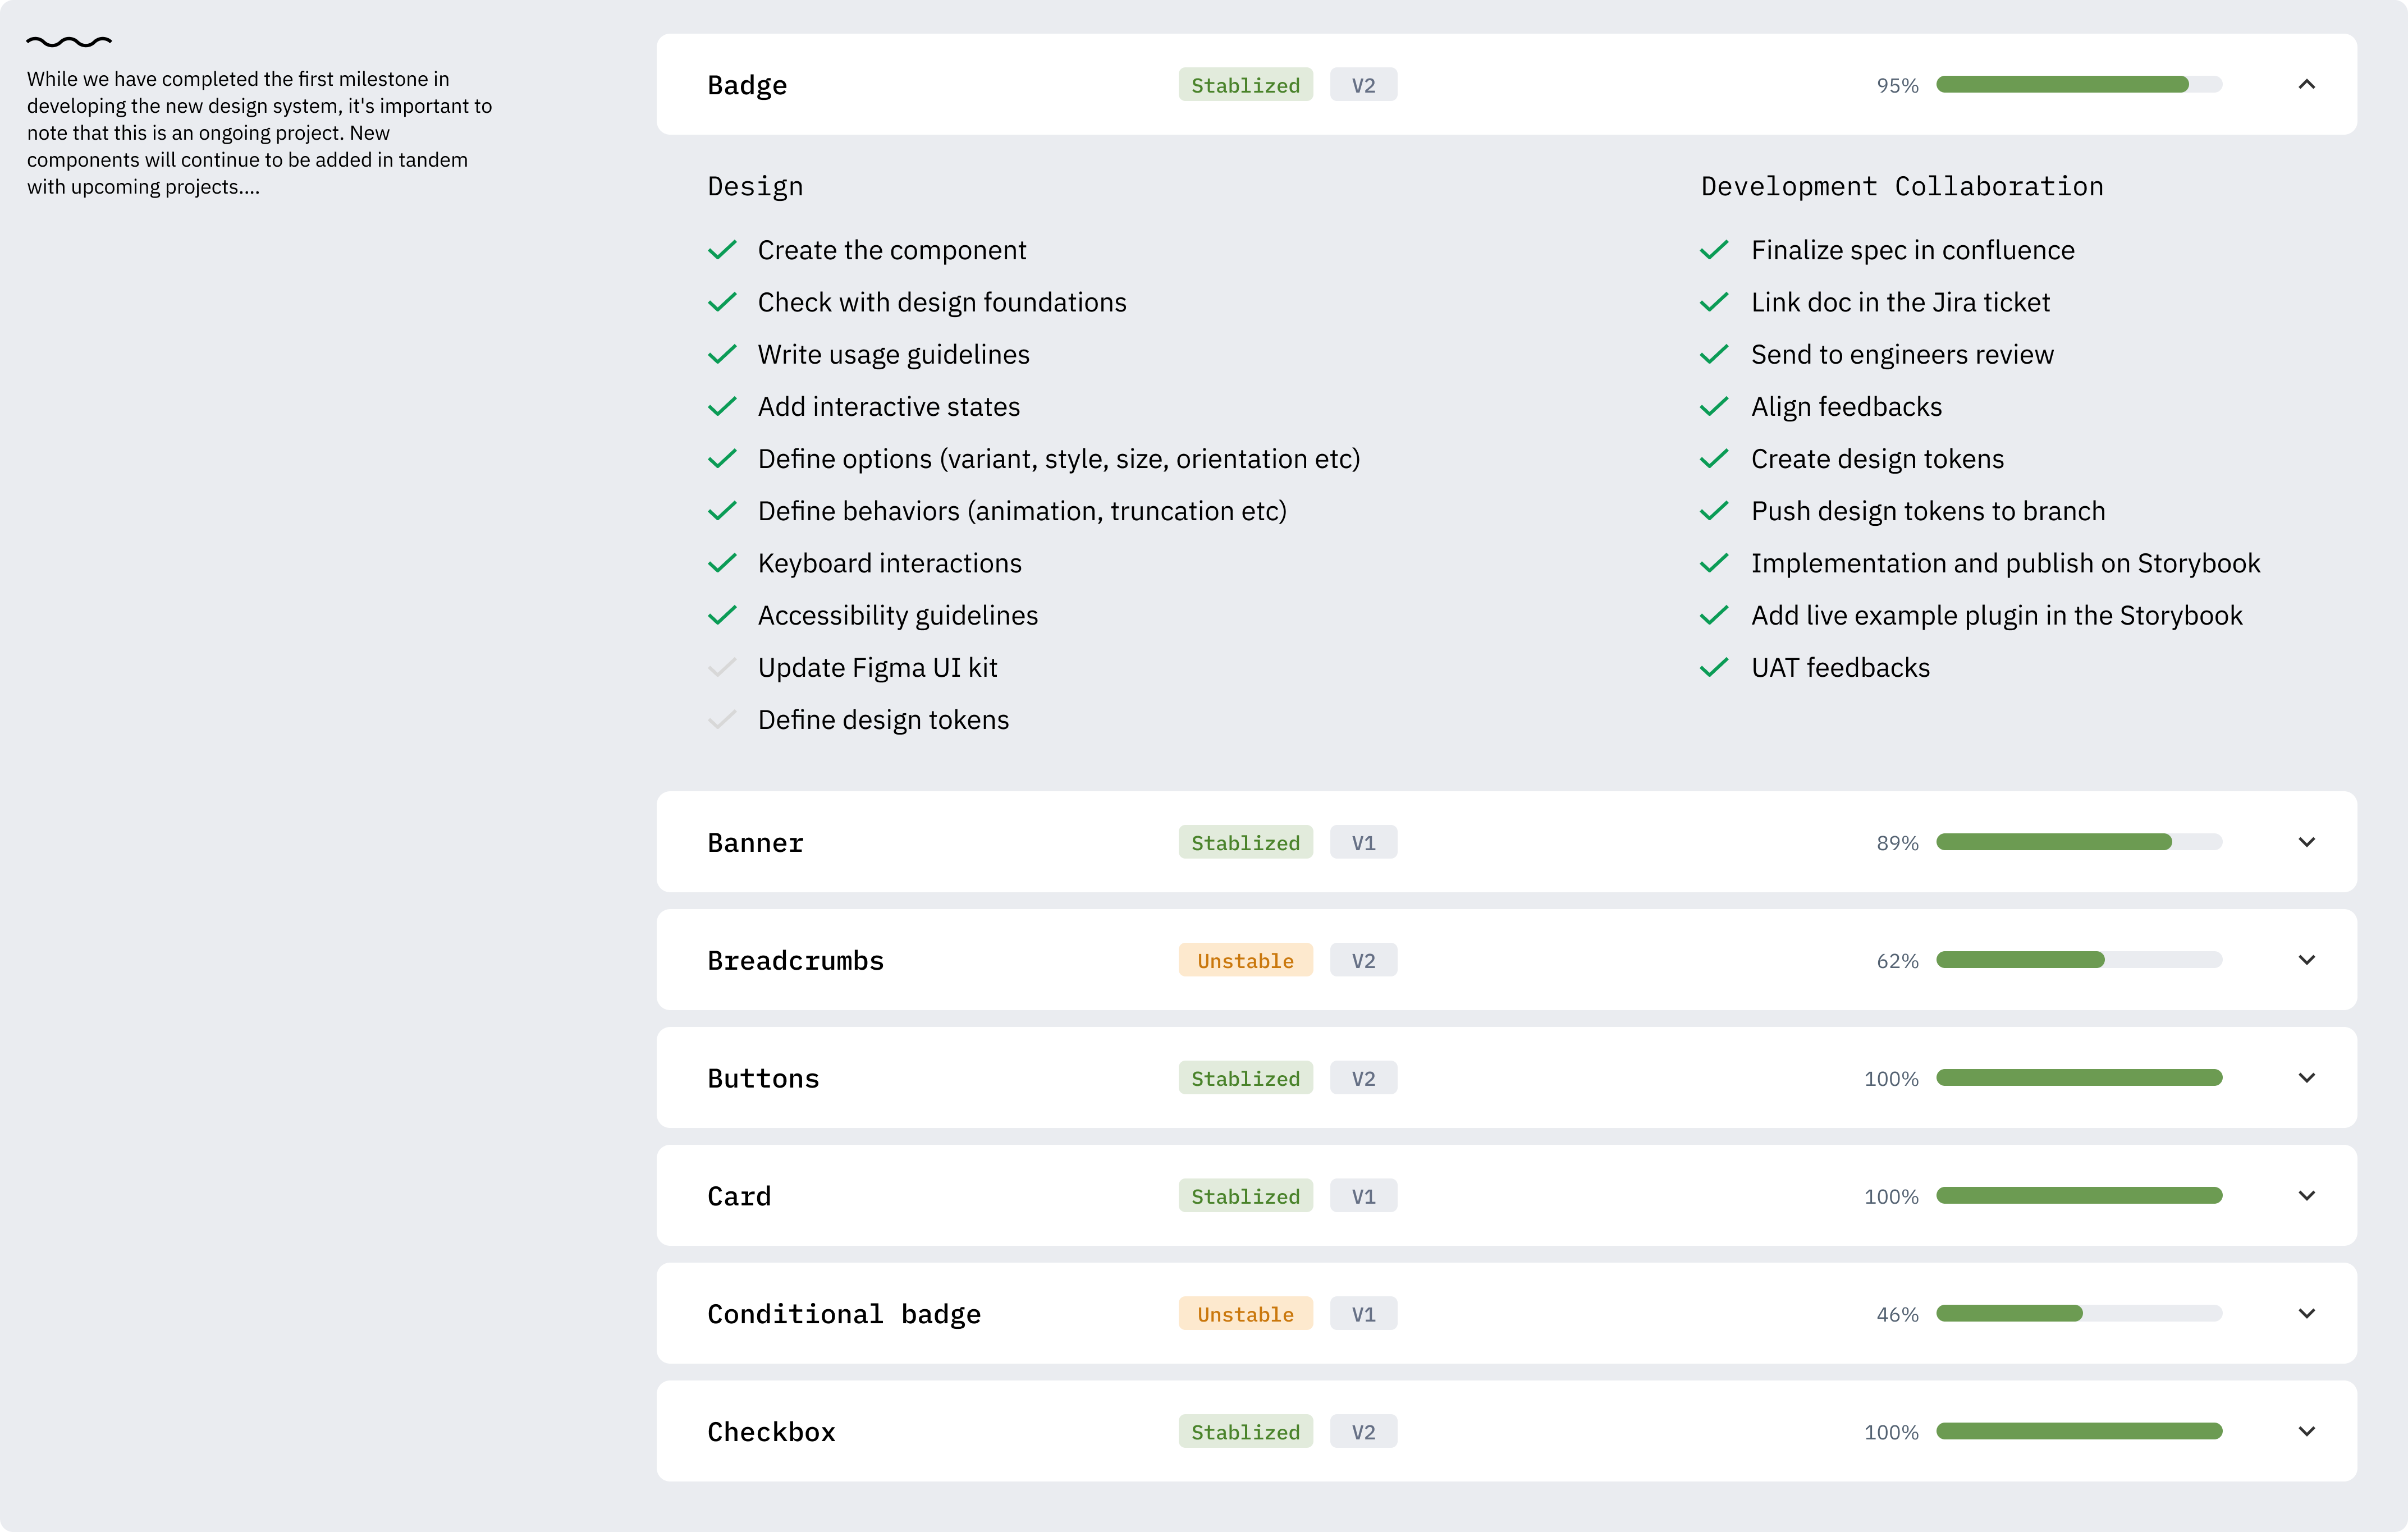 While we have completed the first milestone in
developing the new design system, it's important to
note that this is an ongoing project. New
components will continue to be added in tandem
with upcoming projects....
Badge Stablized V2 95%
Design
Create the component
Check with design foundations
Write usage guidelines
Add interactive states
Define options (variant, style, size, orientation etc)
Define behaviors (animation, truncation etc)
Keyboard interactions
Accessibility guidelines
Update Figma UI kit
Define design tokens
Development Collaboration
Finalize spec in confluence
Link doc in the Jira ticket
Send to engineers review
Align feedbacks
Create design tokens
Push design tokens to branch
Implementation and publish on Storybook
Add live example plugin in the Storybook
UAT feedbacks
Banner Stablized V1 89%
Breadcrumbs Unstable V2 62%
Buttons Stablized V2 100%
Card Stablized V1 100%
Conditional badge Unstable V1 46%
Checkbox Stablized V2 100%